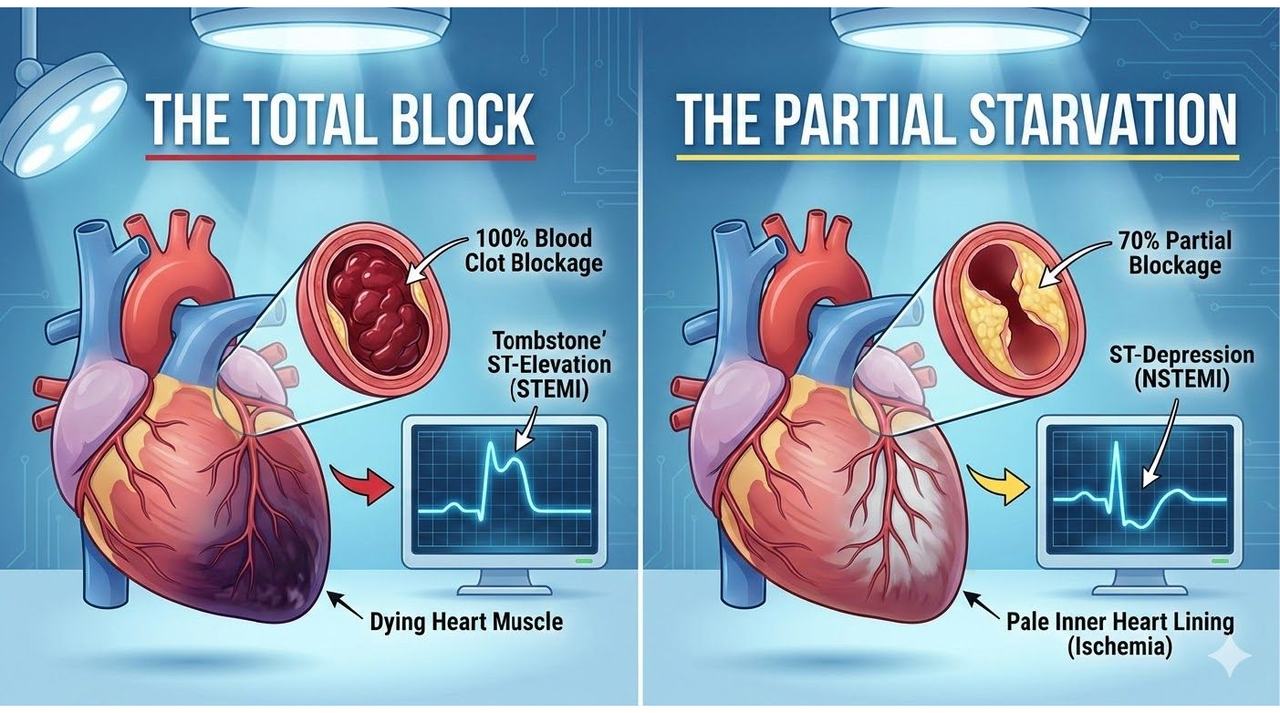 THE TOTAL BLOCK
100% Blood
Clot Blockage
Tombstone’
ST-Elevation
(STEMI)
Dying Heart Muscle
THE PARTIAL STARVATION
70% Partial
Blockage
ST-Depression
(NSTEMI)
Pale Inner Heart Lining
(Ischemia)